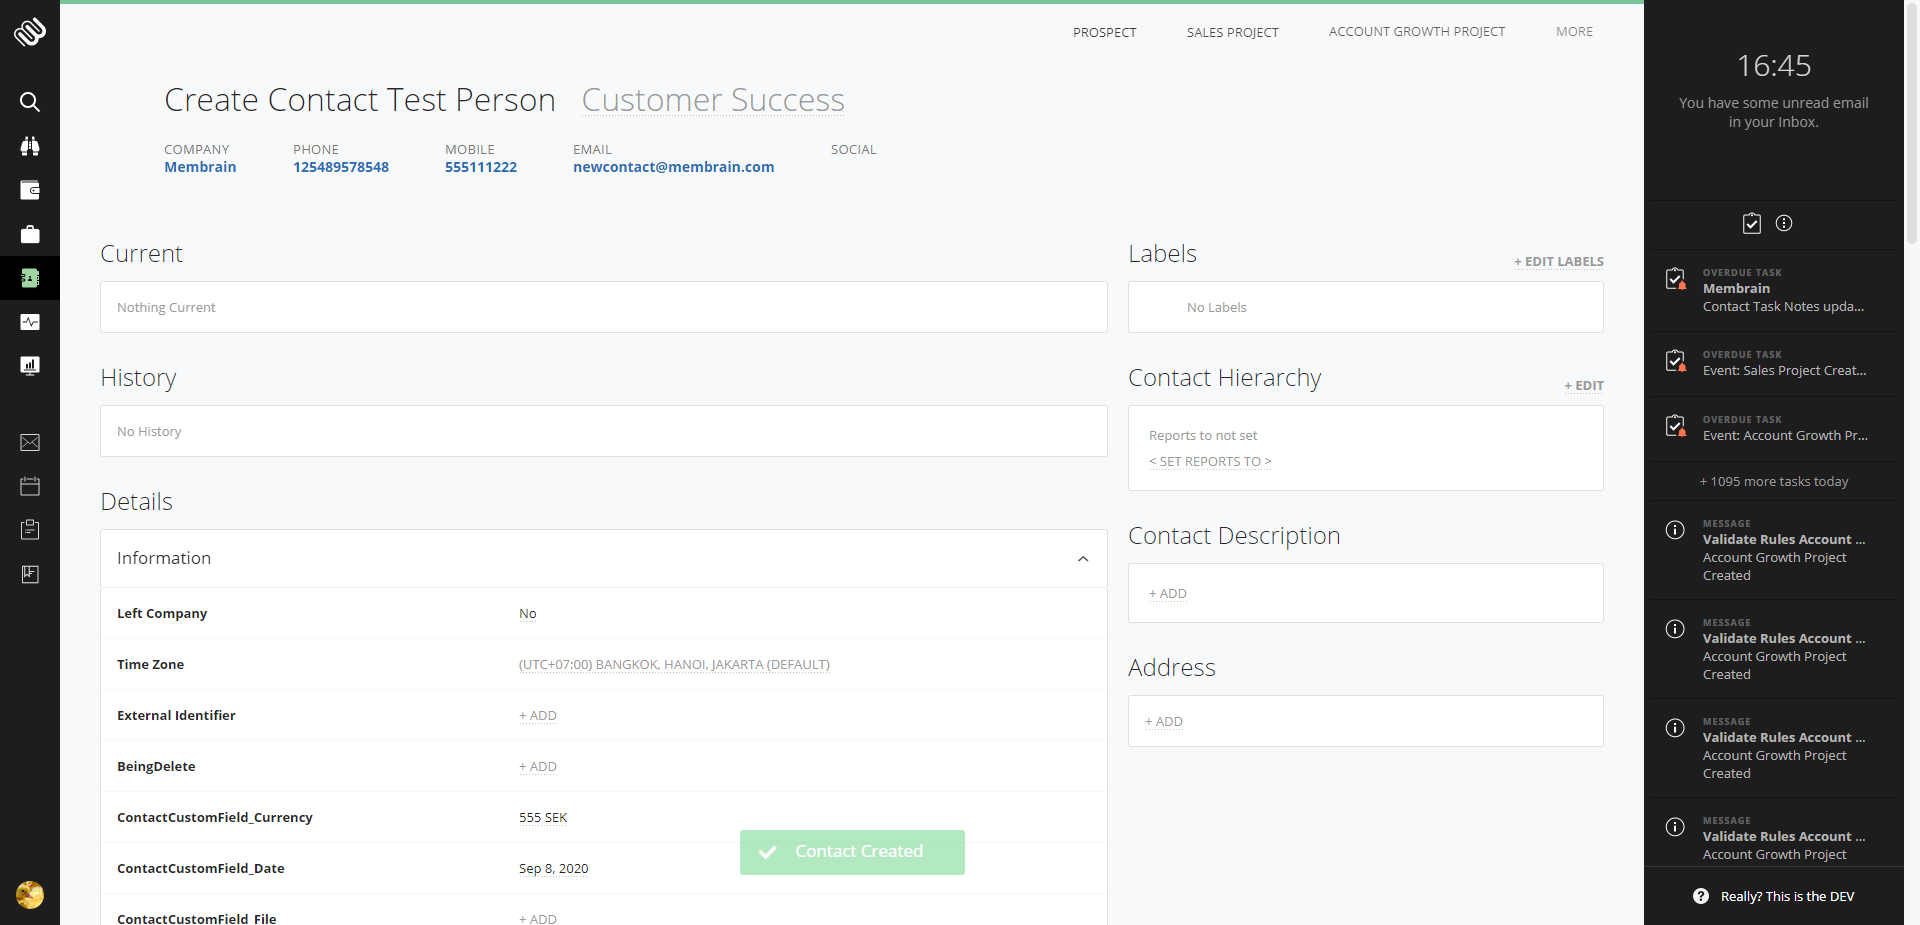 PROSPECT SALES PROJECT ACCOUNT GROWTH PROJECT MORE
Create Contact Test Person Customer Success
COMPANY PHONE MOBILE EMAIL SOCIAL
Membrain 125489578548 555111222 newcontact@membrain.com
Current
Nothing Current
History
No History
Details
Information
Left Company No
Time Zone (UTC+07:00) BANGKOK, HANOI, JAKARTA (DEFAULT)
External Identifier + ADD
BeingDelete + ADD
ContactCustomField_Currency 555 SEK
ContactCustomField_Date Sep 8, 2020
ContactCustomField_File + ADD
Contact Created
Labels + EDIT LABELS
No Labels
Contact Hierarchy + EDIT
Reports to not set
< SET REPORTS TO >
Contact Description
+ ADD
Address
+ ADD
16:45
You have some unread email
in your Inbox.
OVERDUE TASK
Membrain
Contact Task Notes upda...
OVERDUE TASK
Event: Sales Project Creat...
OVERDUE TASK
Event: Account Growth Pr...
+ 1095 more tasks today
MESSAGE
Validate Rules Account ...
Account Growth Project
Created
MESSAGE
Validate Rules Account ...
Account Growth Project
Created
MESSAGE
Validate Rules Account ...
Account Growth Project
Created
MESSAGE
Validate Rules Account ...
Account Growth Project
Really? This is the DEV